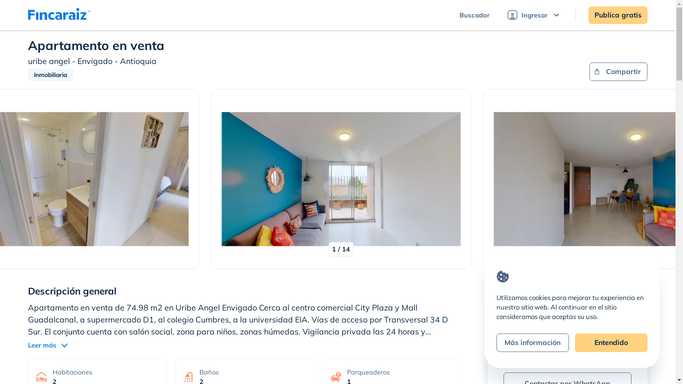 Fincaraiz
Buscador
Ingresar
Publica gratis
Apartamento en venta
uribe angel - Envigado - Antioquia
Inmobiliaria
Compartir
1 / 14
Descripción general
Apartamento en venta de 74.98 m2 en Uribe Angel Envigado Cerca al centro comercial City Plaza y Mall
Guadalcanal, a supermercado D1, al colegio Cumbres, a la universidad EIA. Vías de acceso por Transversal 34 D
Sur. El conjunto cuenta con salón social, zona para niños, zonas húmedas, Vigilancia privada las 24 horas y...
Leer más
Habitaciones
2
Baños
2
Parqueaderos
1
Utilizamos cookies para mejorar tu experiencia en
nuestro sitio web. Al continuar en el sitio
consideramos que aceptas su uso.
Más información
Entendido
Contactar por WhatsApp